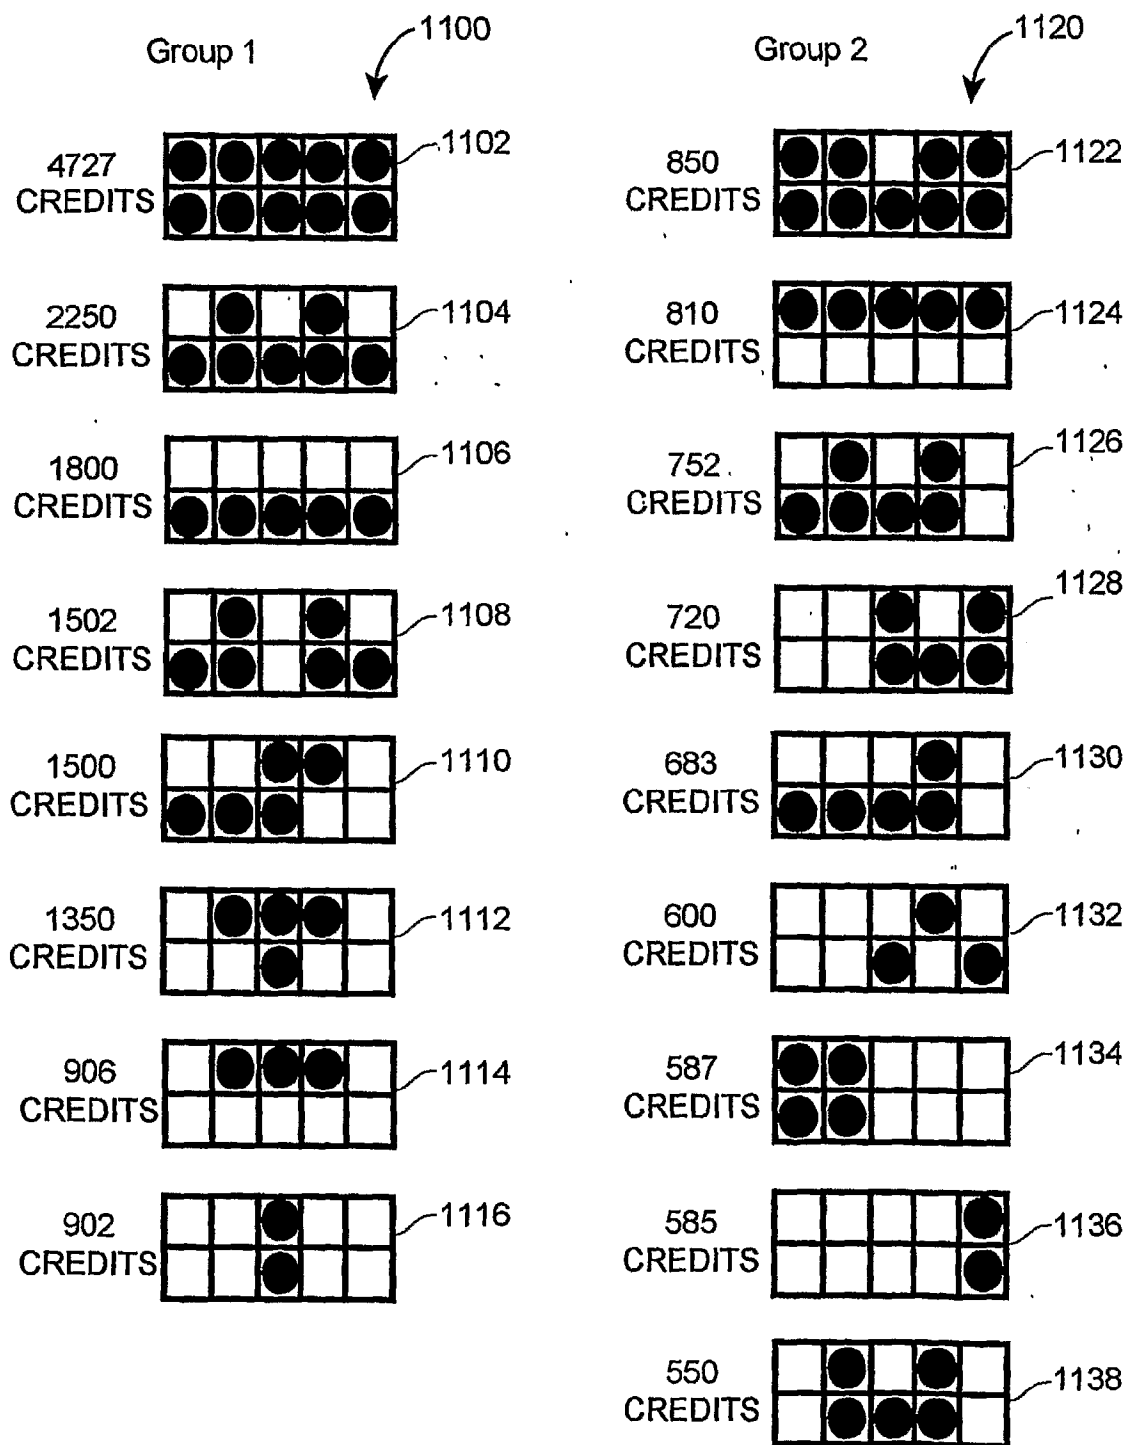 Group 1
1100
4727
CREDITS
1102
2250
CREDITS
1104
1800
CREDITS
1106
1502
CREDITS
1108
1500
CREDITS
1110
1350
CREDITS
1112
906
CREDITS
1114
902
CREDITS
1116
Group 2
1120
850
CREDITS
1122
810
CREDITS
1124
752
CREDITS
1126
720
CREDITS
1128
683
CREDITS
1130
600
CREDITS
1132
587
CREDITS
1134
585
CREDITS
1136
550
CREDITS
1138